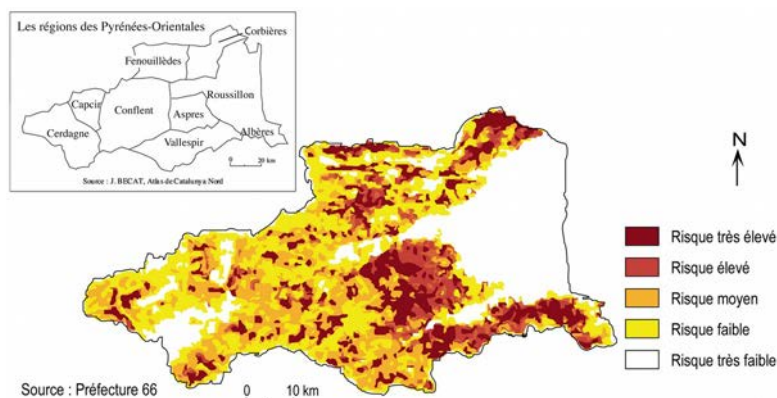 Les régions des Pyrénées-Orientales
Corbières
Fenouillèdes
Capcir
Roussillon
Conflent
Cerdagne
Aspres
Albères
Vallespir
0 20 km
Source : J. BECAT, Atlas de Catalunya Nord
N
Risque très élevé
Risque élevé
Risque moyen
Risque faible
Risque très faible
Source : Préfecture 66
0 10 km